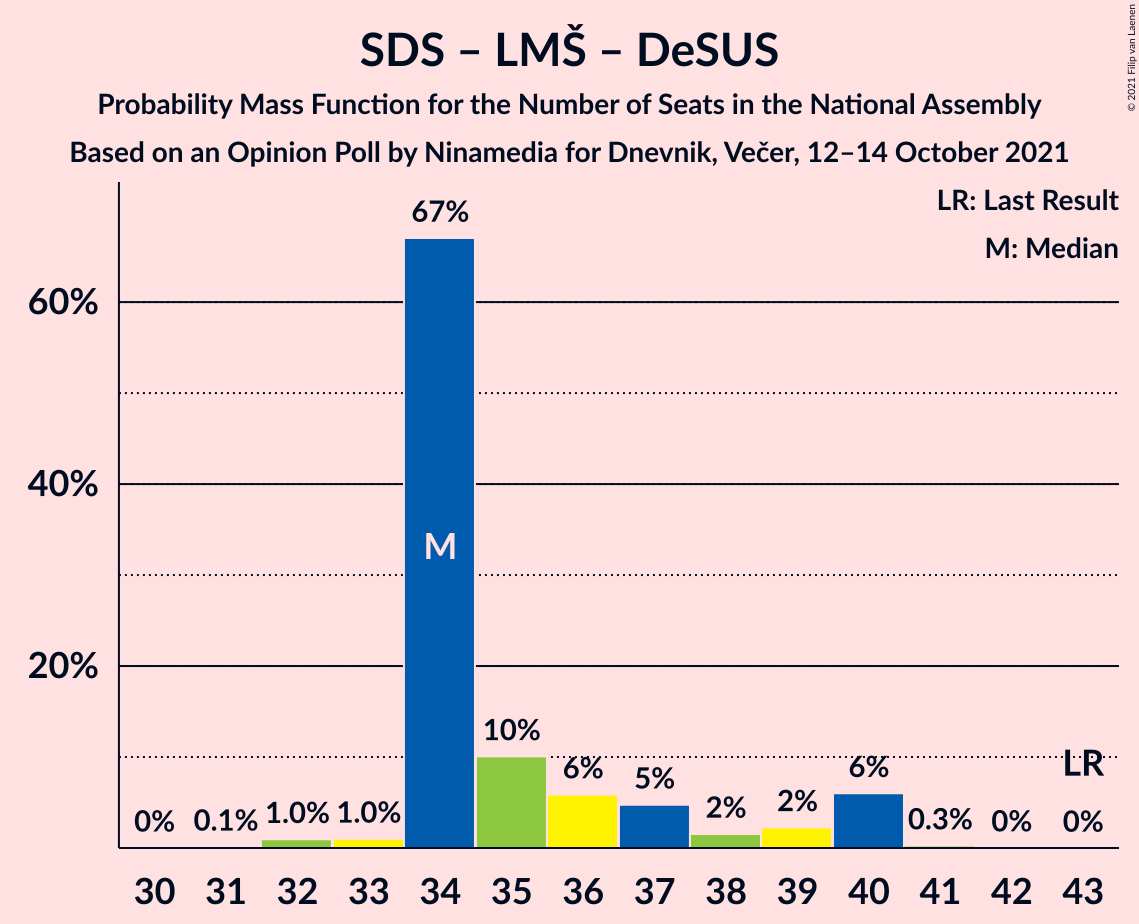 SDS – LMŠ – DeSUS
Probability Mass Function for the Number of Seats in the National Assembly
Based on an Opinion Poll by Ninamedia for Dnevnik, Večer, 12–14 October 2021
© 2021 Filip van Laenen
LR: Last Result
M: Median
67%
60%
40%
M
20%
10%
LR
6%
5%
6%
2%
2%
0%
0.1%
1.0%
1.0%
0.3%
0%
0%
30 31 32 33 34 35 36 37 38 39 40 41 42 43